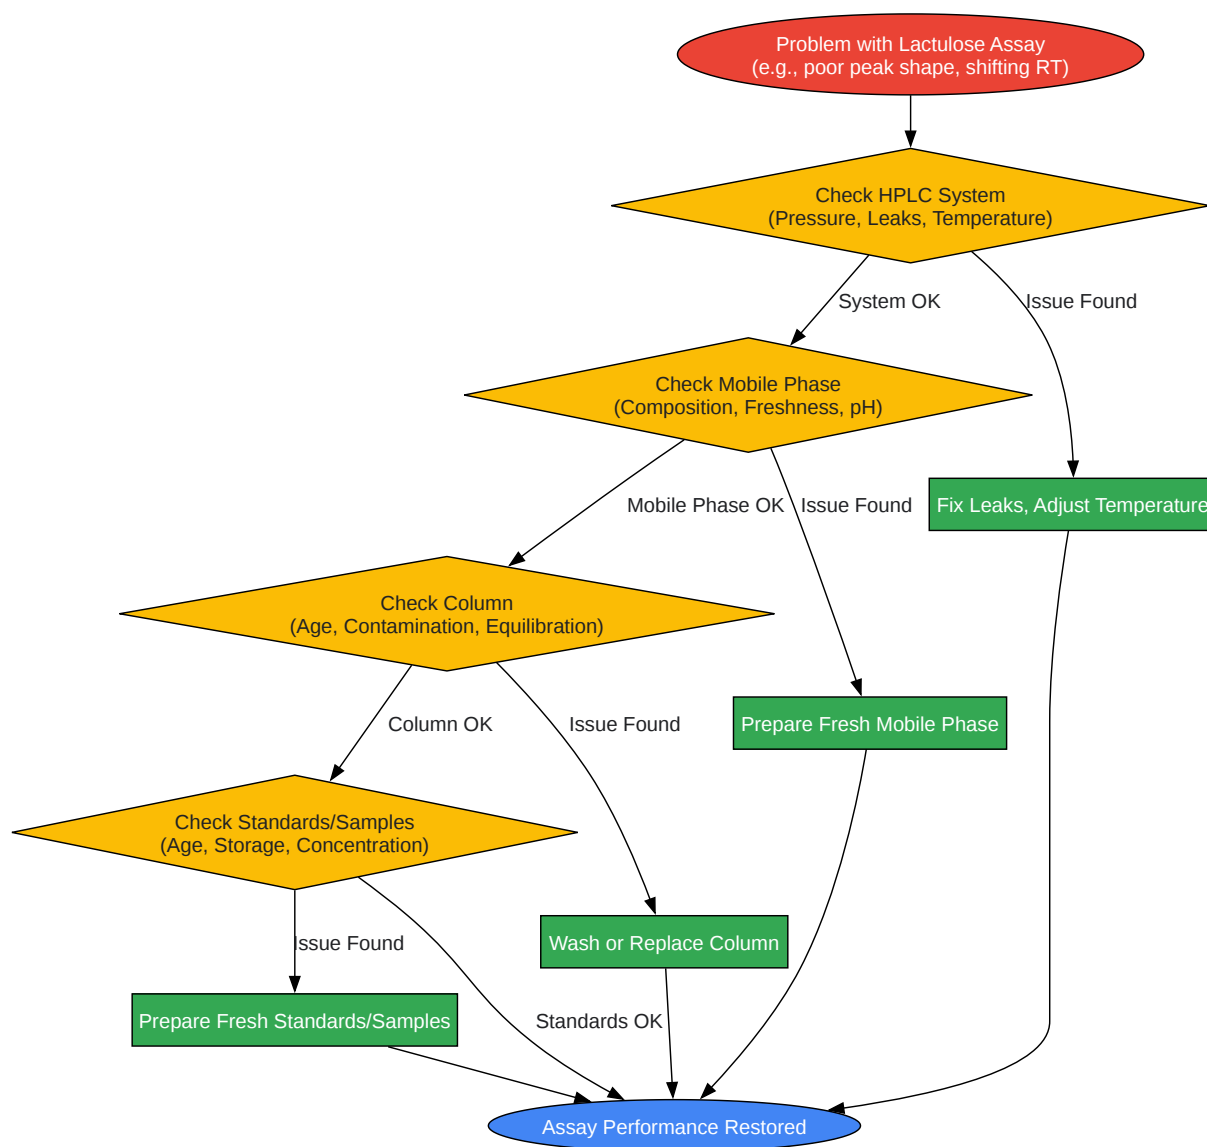 Problem with Lactulose Assay
(e.g., poor peak shape, shifting RT)
Check HPLC System
(Pressure, Leaks, Temperature)
System OK
Issue Found
Check Mobile Phase
(Composition, Freshness, pH)
Mobile Phase OK
Issue Found
Fix Leaks, Adjust Temperature
Check Column
(Age, Contamination, Equilibration)
Column OK
Issue Found
Prepare Fresh Mobile Phase
Check Standards/Samples
(Age, Storage, Concentration)
Issue Found
Wash or Replace Column
Prepare Fresh Standards/Samples
Standards OK
Assay Performance Restored